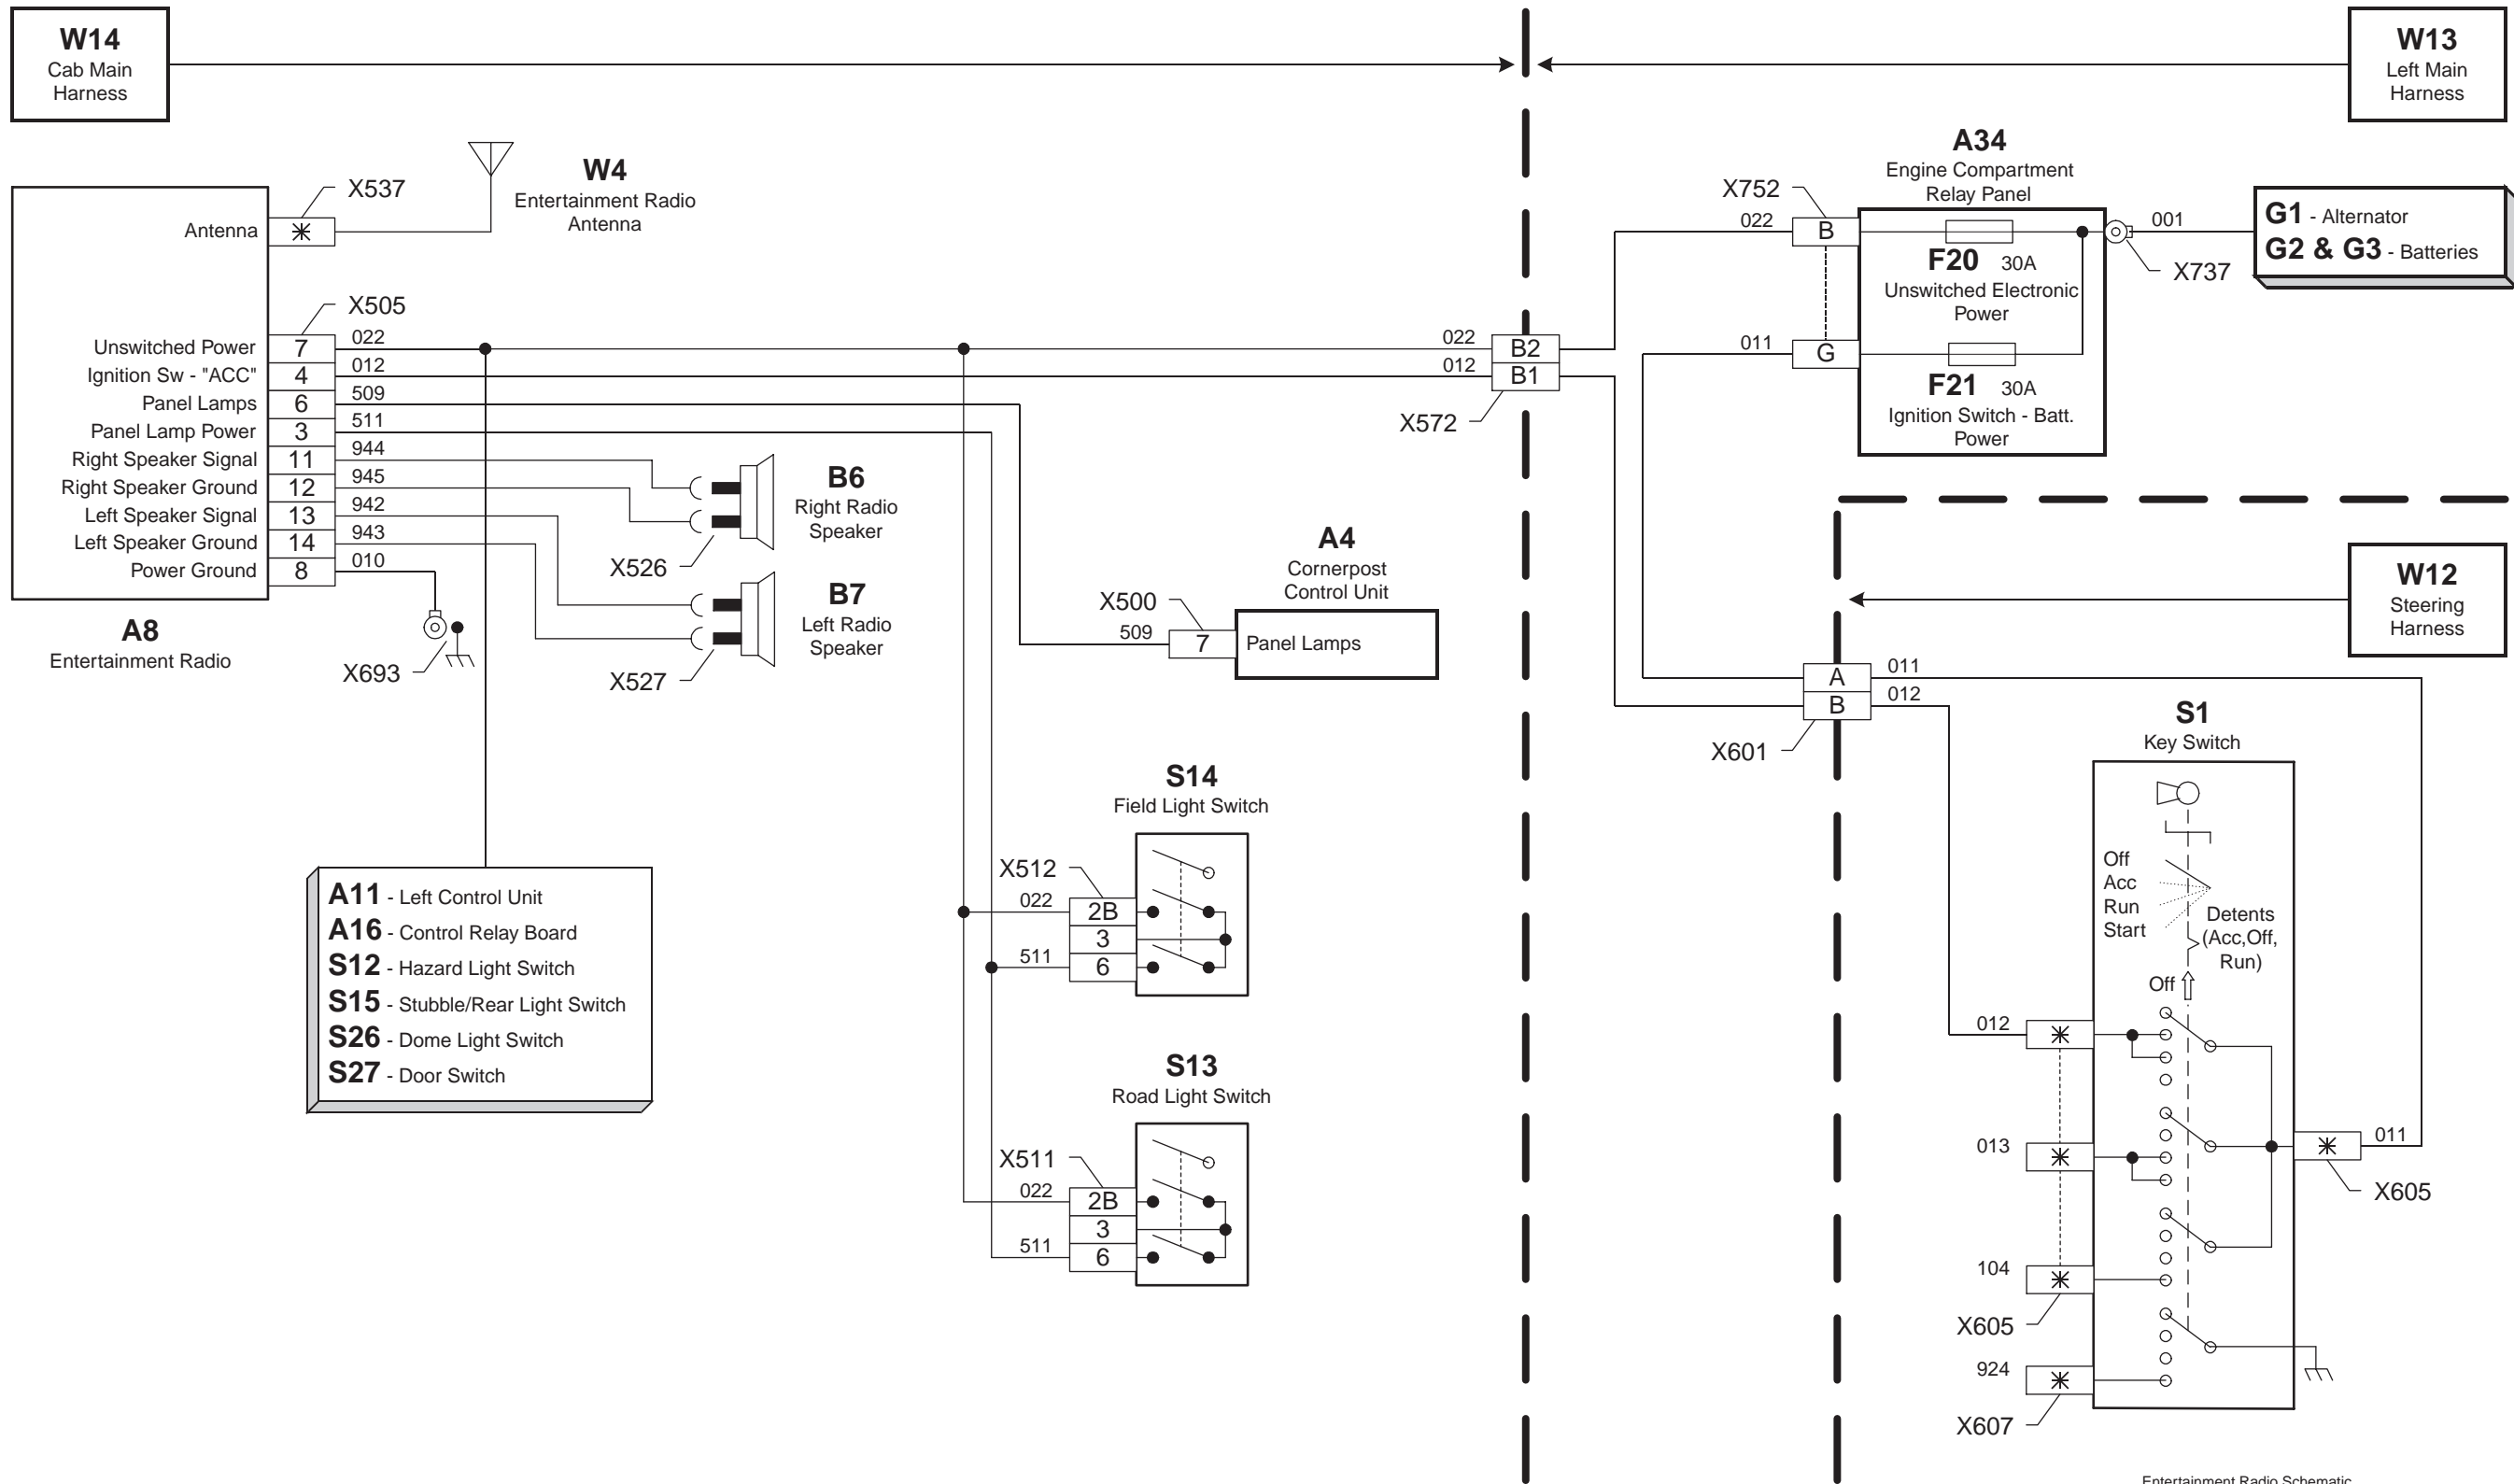 W14
Cab Main
Harness
W13
Left Main
Harness
X537
W4
Entertainment Radio
Antenna
Antenna
X505
Unswitched Power 7 022
Ignition Sw - "ACC" 4 012
Panel Lamps 6 509
Panel Lamp Power 3 511
Right Speaker Signal 11 944
Right Speaker Ground 12 945
Left Speaker Signal 13 942
Left Speaker Ground 14 943
Power Ground 8 010
A8
Entertainment Radio
X693
B6
Right Radio
Speaker
X526
B7
Left Radio
Speaker
X527
A11 - Left Control Unit
A16 - Control Relay Board
S12 - Hazard Light Switch
S15 - Stubble/Rear Light Switch
S26 - Dome Light Switch
S27 - Door Switch
A4
Cornerpost
Control Unit
X500
509 7 Panel Lamps
S14
Field Light Switch
X512
022 2B
3
511 6
S13
Road Light Switch
X511
022 2B
3
511 6
022 B2
012 B1
X572
A34
Engine Compartment
Relay Panel
X752
022 B
F20 30A
Unswitched Electronic
Power
011 G
F21 30A
Ignition Switch - Batt.
Power
001
X737
G1 - Alternator
G2 & G3 - Batteries
W12
Steering
Harness
A 011
B 012
X601
S1
Key Switch
Off
Acc
Run
Start
Detents
(Acc,Off,
Run)
Off
012
013
011
X605
104
X605
924
X607
Entertainment Radio Schematic